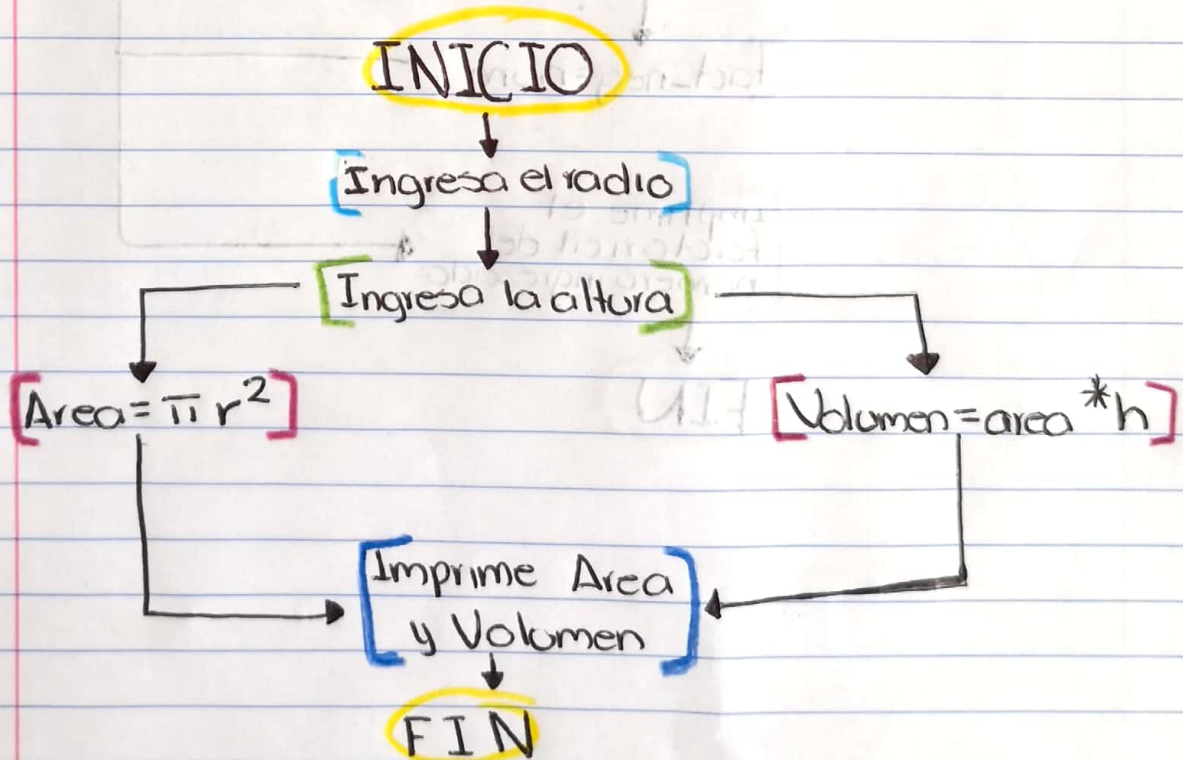 INICIO
Ingresa el radio
Ingresa la altura
Area = π r²
Volumen = area * h
Imprime Area
y Volumen
FIN